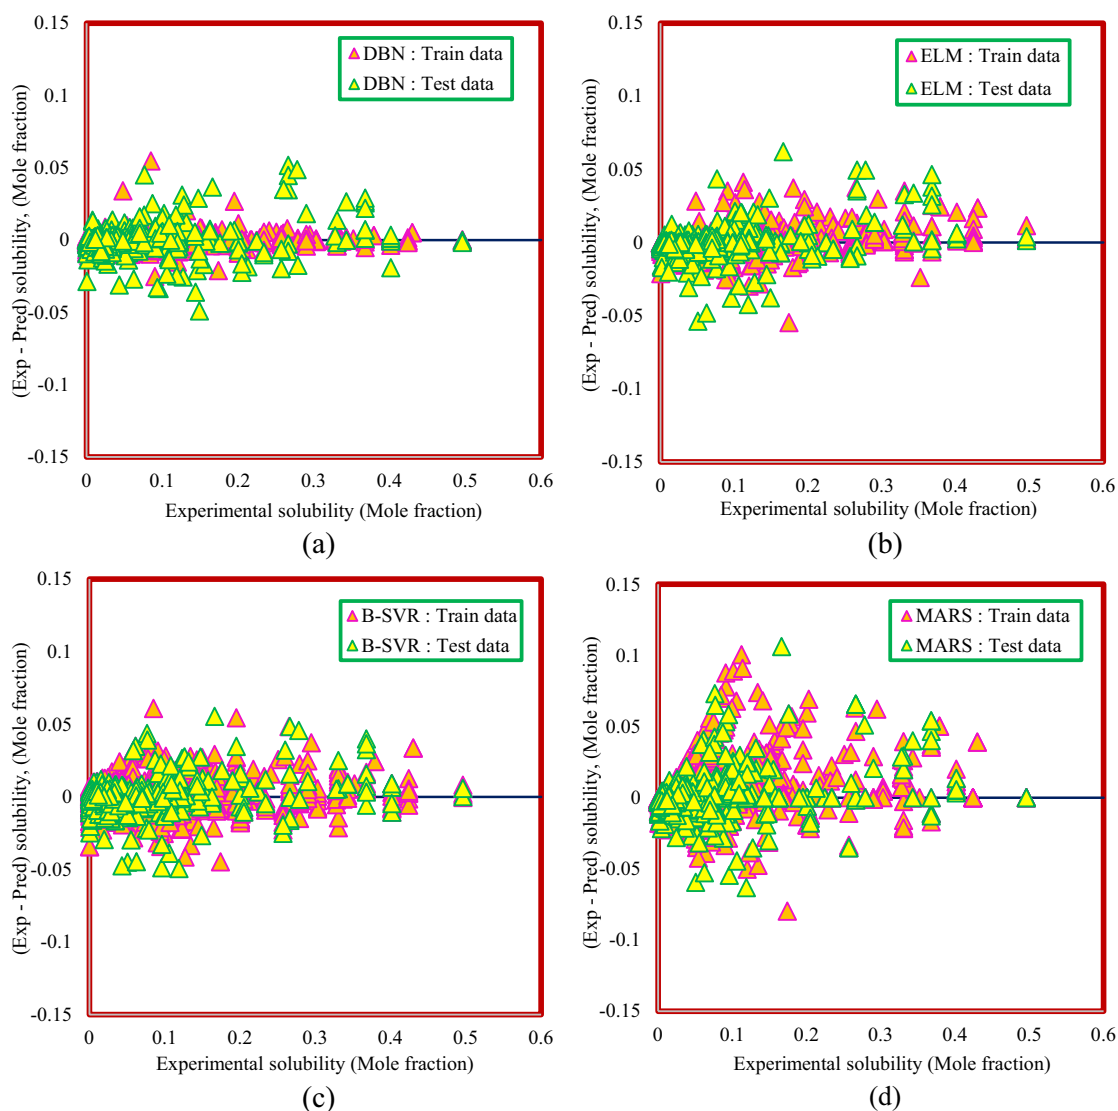 0.15
0.1
0.05
0
-0.05
-0.1
-0.15
(Exp - Pred) solubility, (Mole fraction)
DBN : Train data
DBN : Test data
0 0.1 0.2 0.3 0.4 0.5 0.6
Experimental solubility (Mole fraction)
(a)
0.15
0.1
0.05
0
-0.05
-0.1
-0.15
(Exp - Pred) solubility, (Mole fraction)
ELM : Train data
ELM : Test data
0 0.1 0.2 0.3 0.4 0.5 0.6
Experimental solubility (Mole fraction)
(b)
0.15
0.1
0.05
0
-0.05
-0.1
-0.15
(Exp - Pred) solubility, (Mole fraction)
B-SVR : Train data
B-SVR : Test data
0 0.1 0.2 0.3 0.4 0.5 0.6
Experimental solubility (Mole fraction)
(c)
0.15
0.1
0.05
0
-0.05
-0.1
-0.15
(Exp - Pred) solubility, (Mole fraction)
MARS : Train data
MARS : Test data
0 0.1 0.2 0.3 0.4 0.5 0.6
Experimental solubility (Mole fraction)
(d)